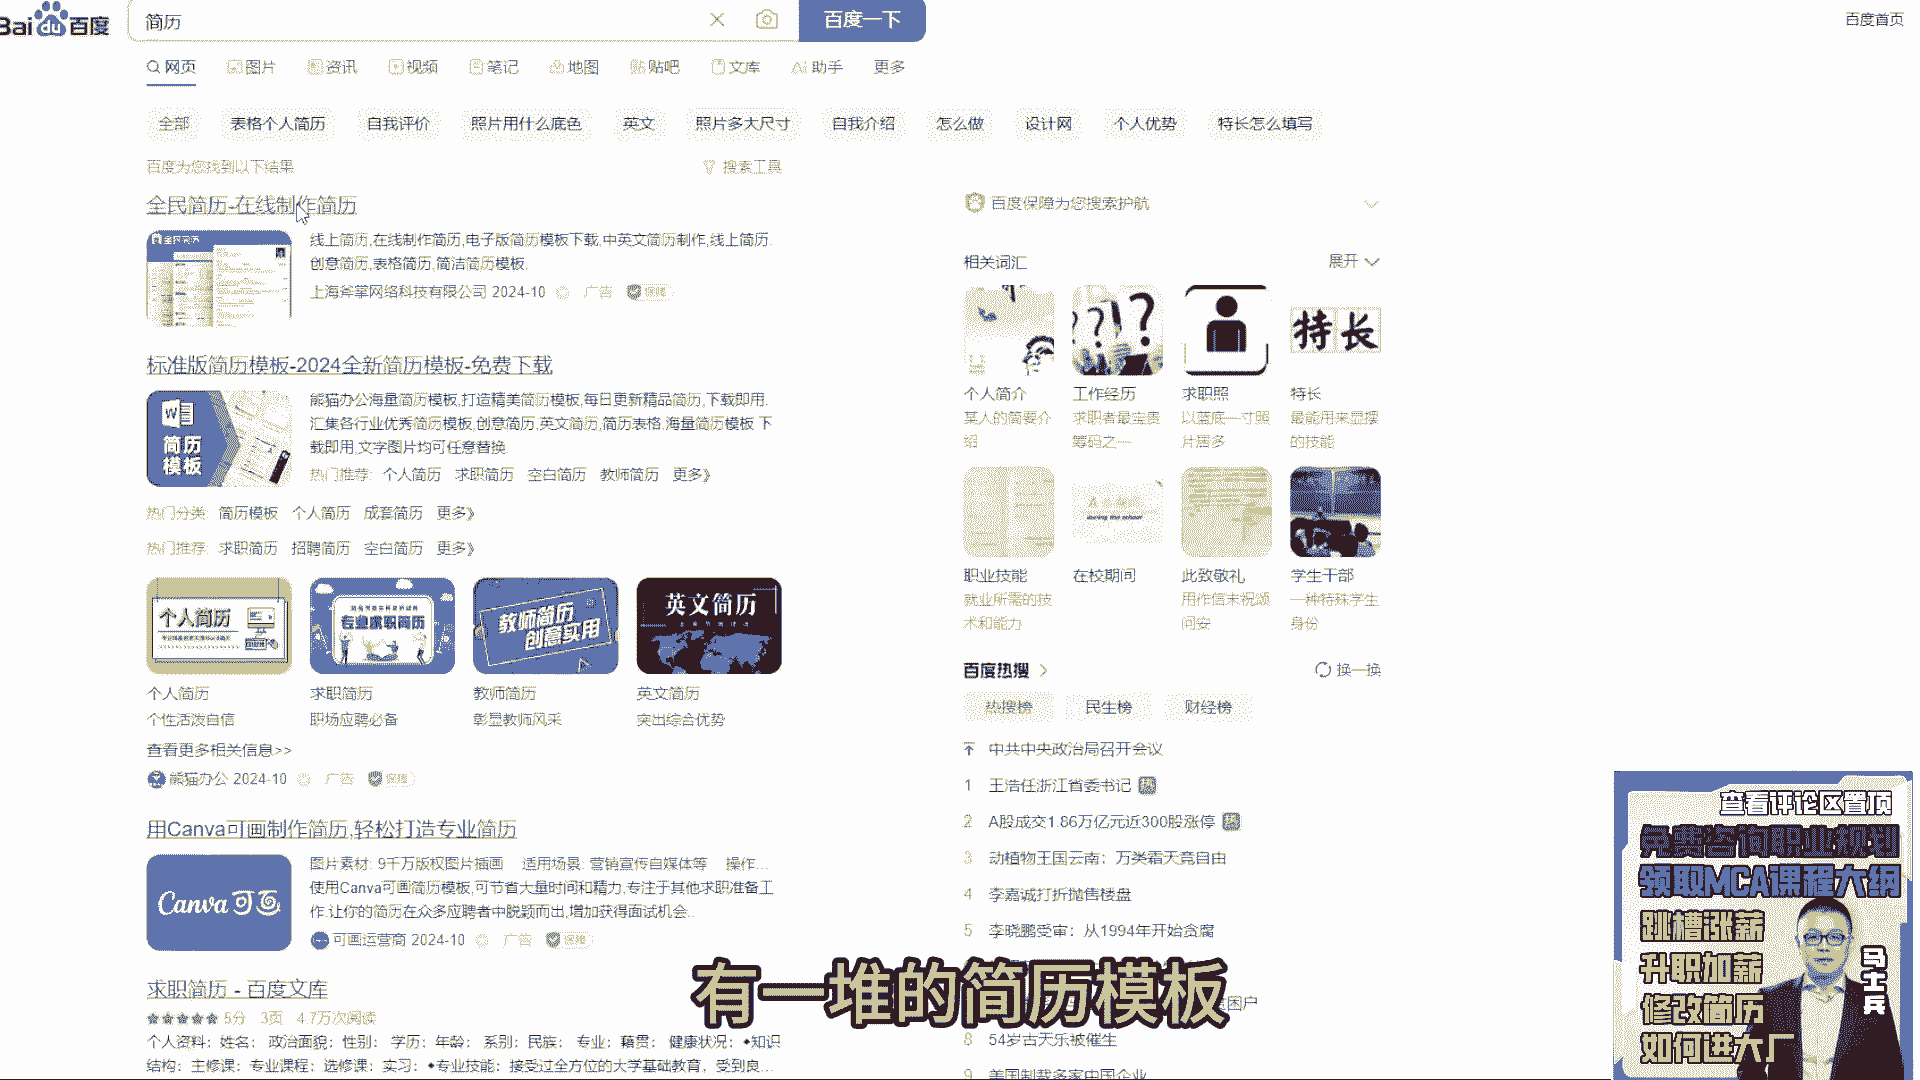 Bai du 百度
简历
百度一下
百度首页
网页 图片 资讯 视频 笔记 地图 贴吧 文库 助手 更多
全部 表格个人简历 自我评价 照片用什么底色 英文 照片多大尺寸 自我介绍 怎么做 设计网 个人优势 特长怎么填写
百度为您找到以下结果
搜索工具
全民简历-在线制作简历
全民简历
线上简历,在线制作简历,电子版简历模板下载,中英文简历制作,线上简历.
创意简历,表格简历,简洁简历模板.
上海斧掌网络科技有限公司 2024-10 广告 保障
标准版简历模板-2024全新简历模板-免费下载
W
简历
模板
熊猫办公海量简历模板,打造精美简历模板,每日更新精品简历,下载即用.
汇集各行业优秀简历模板,创意简历,英文简历,简历表格.海量简历模板 下
载即用,文字图片均可任意替换.
热门推荐: 个人简历 求职简历 空白简历 教师简历 更多》
热门分类: 简历模板 个人简历 成套简历 更多》
热门推荐: 求职简历 招聘简历 空白简历 更多》
个人简历
专业求职简历
教师简历
创意实用
英文简历
个人简历 求职简历 教师简历 英文简历
个性活泼自信 职场应聘必备 彰显教师风采 突出综合优势
查看更多相关信息>>
熊猫办公 2024-10 广告 保障
用Canva可画制作简历,轻松打造专业简历
Canva可画
图片素材: 9千万版权图片插画 适用场景: 营销宣传自媒体等 操作...
使用Canva可画简历模板,可节省大量时间和精力,专注于其他求职准备工
作.让你的简历在众多应聘者中脱颖而出,增加获得面试机会..
可画运营商 2024-10 广告 保障
求职简历 - 百度文库
5分 3页 4.7万次阅读
个人资料：姓名： 政治面貌：性别： 学历：年龄： 系别：民族： 专业：籍贯： 健康状况：◆知识
结构：主修课：专业课程：选修课：实习：◆专业技能：接受过全方位的大学基础教育，受到良...
百度保障为您搜索护航
相关词汇
展开
特长
个人简介 工作经历 求职照 特长
某人的简要介绍
求职者最宝贵筹码之一
以蓝底一寸照片居多
最能用来显摆的技能
职业技能 在校期间 此致敬礼 学生干部
就业所需的技术和能力
用作信末祝颂问安
一种特殊学生身份
百度热搜
换一换
热搜榜 民生榜 财经榜
中共中央政治局召开会议
1 王浩任浙江省委书记 热
2 A股成交1.86万亿元近300股涨停 热
3 动植物王国云南：万类霜天竞自由
4 李嘉诚打折抛售楼盘
5 李晓鹏受审：从1994年开始贪腐
困户
8 54岁古天乐被催生
9 美国制裁多家中国企业
有一堆的简历模板
查看评论区置顶
免费咨询职业规划
领取MCA课程大纲
跳槽涨薪
升职加薪
修改简历
如何进大厂
马士兵